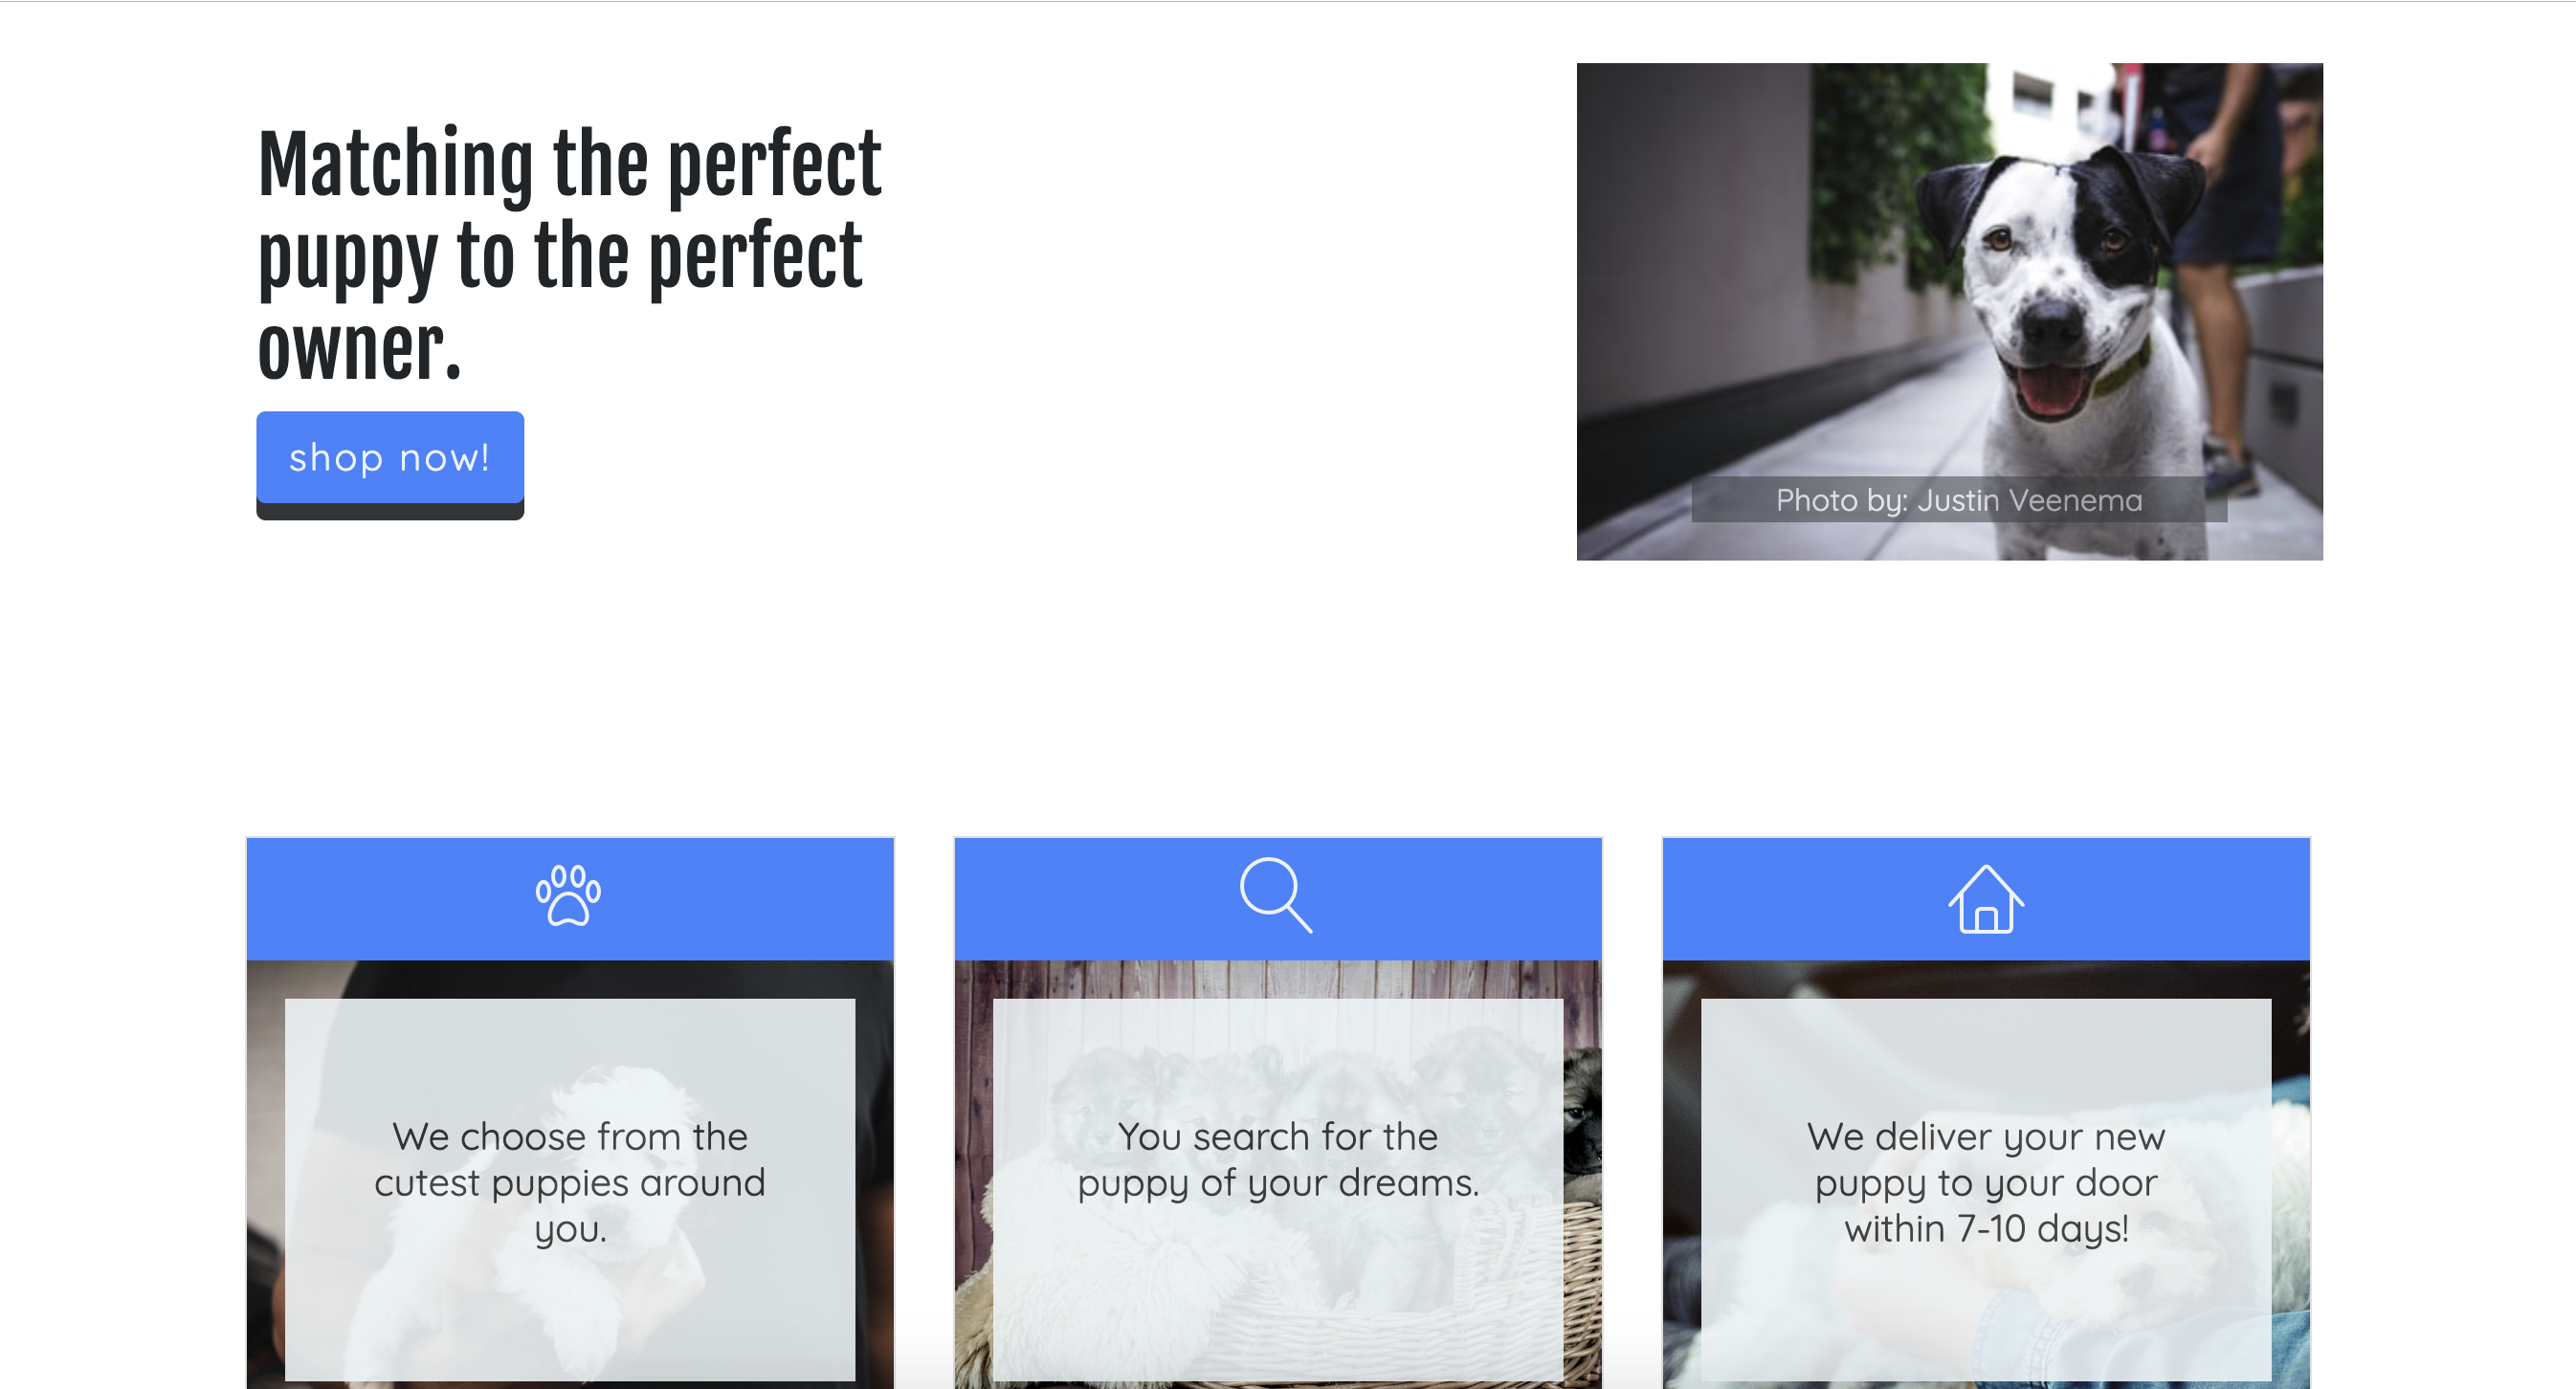 Matching the perfect
puppy to the perfect
owner.
shop now!
Photo by: Justin Veenema
We choose from the
cutest puppies around
you.
You search for the
puppy of your dreams.
We deliver your new
puppy to your door
within 7-10 days!